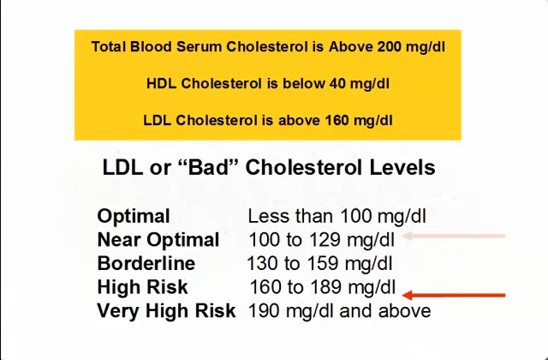 Total Blood Serum Cholesterol is Above 200 mg/dl
HDL Cholesterol is below 40 mg/dl
LDL Cholesterol is above 160 mg/dl
LDL or “Bad” Cholesterol Levels
Optimal Less than 100 mg/dl
Near Optimal 100 to 129 mg/dl
Borderline 130 to 159 mg/dl
High Risk 160 to 189 mg/dl
Very High Risk 190 mg/dl and above